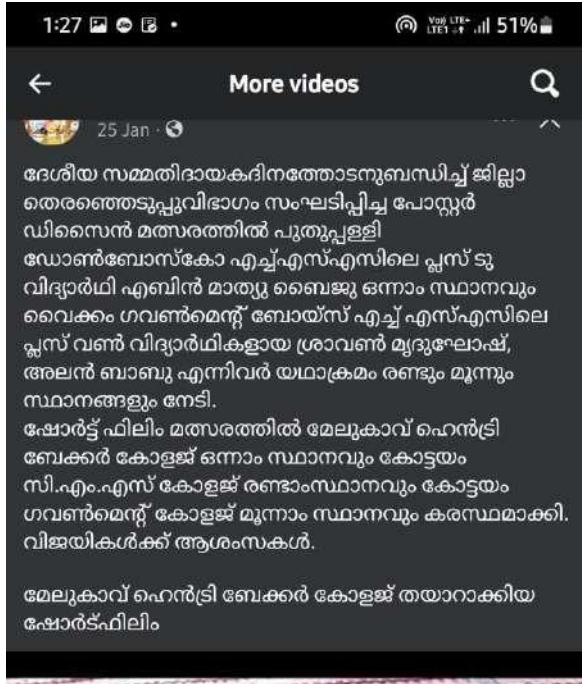 1:27
Voy) LTE+
LTE1 51%
More videos
25 Jan
ദേശീയ സമ്മതിദായകദിനത്തോടനുബന്ധിച്ച് ജില്ലാ
തെരഞ്ഞെടുപ്പുവിഭാഗം സംഘടിപ്പിച്ച പോസ്റ്റർ
ഡിസൈൻ മത്സരത്തിൽ പുതുപ്പള്ളി
ഡോൺബോസ്കോ എച്ച്എസ്എസിലെ പ്ലസ് ടു
വിദ്യാർഥി എബിൻ മാത്യു ബൈജു ഒന്നാം സ്ഥാനവും
വൈക്കം ഗവൺമെന്റ് ബോയ്സ് എച്ച് എസ്എസിലെ
പ്ലസ് വൺ വിദ്യാർഥികളായ ശ്രാവൺ മൃദുഘോഷ്,
അലൻ ബാബു എന്നിവർ യഥാക്രമം രണ്ടും മൂന്നും
സ്ഥാനങ്ങളും നേടി.
ഷോർട്ട് ഫിലിം മത്സരത്തിൽ മേലുകാവ് ഹെൻട്രി
ബേക്കർ കോളജ് ഒന്നാം സ്ഥാനവും കോട്ടയം
സി.എം.എസ് കോളജ് രണ്ടാംസ്ഥാനവും കോട്ടയം
ഗവൺമെന്റ് കോളജ് മൂന്നാം സ്ഥാനവും കരസ്ഥമാക്കി.
വിജയികൾക്ക് ആശംസകൾ.
മേലുകാവ് ഹെൻട്രി ബേക്കർ കോളജ് തയാറാക്കിയ
ഷോർട്ഫിലിം